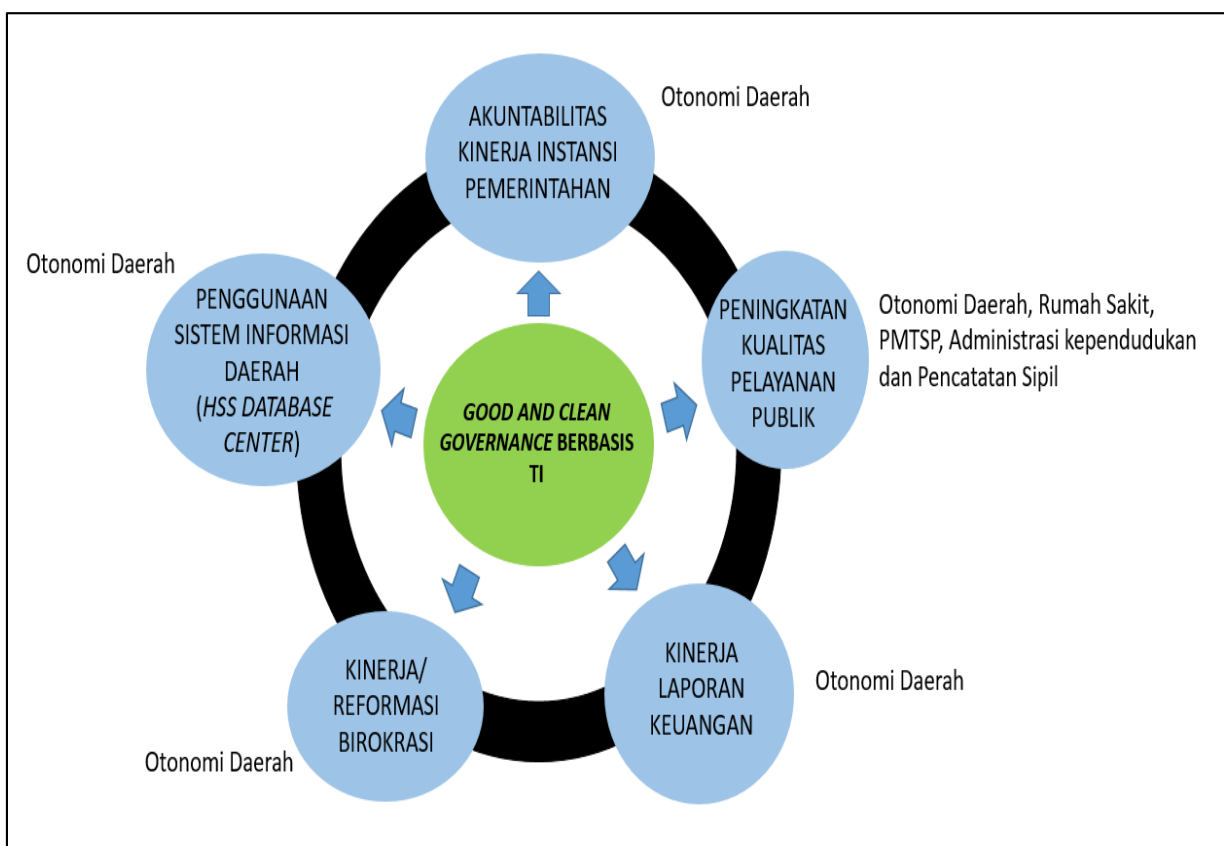 AKUNTABILITAS
KINERJA INSTANSI
PEMERINTAHAN
Otonomi Daerah
Otonomi Daerah
PENGGUNAAN
SISTEM INFORMASI
DAERAH
(HSS DATABASE
CENTER)
PENINGKATAN
KUALITAS
PELAYANAN
PUBLIK
Otonomi Daerah, Rumah Sakit,
PMTSP, Administrasi kependudukan
dan Pencatatan Sipil
GOOD AND CLEAN
GOVERNANCE BERBASIS
TI
KINERJA/
REFORMASI
BIROKRASI
Otonomi Daerah
KINERJA
LAPORAN
KEUANGAN
Otonomi Daerah